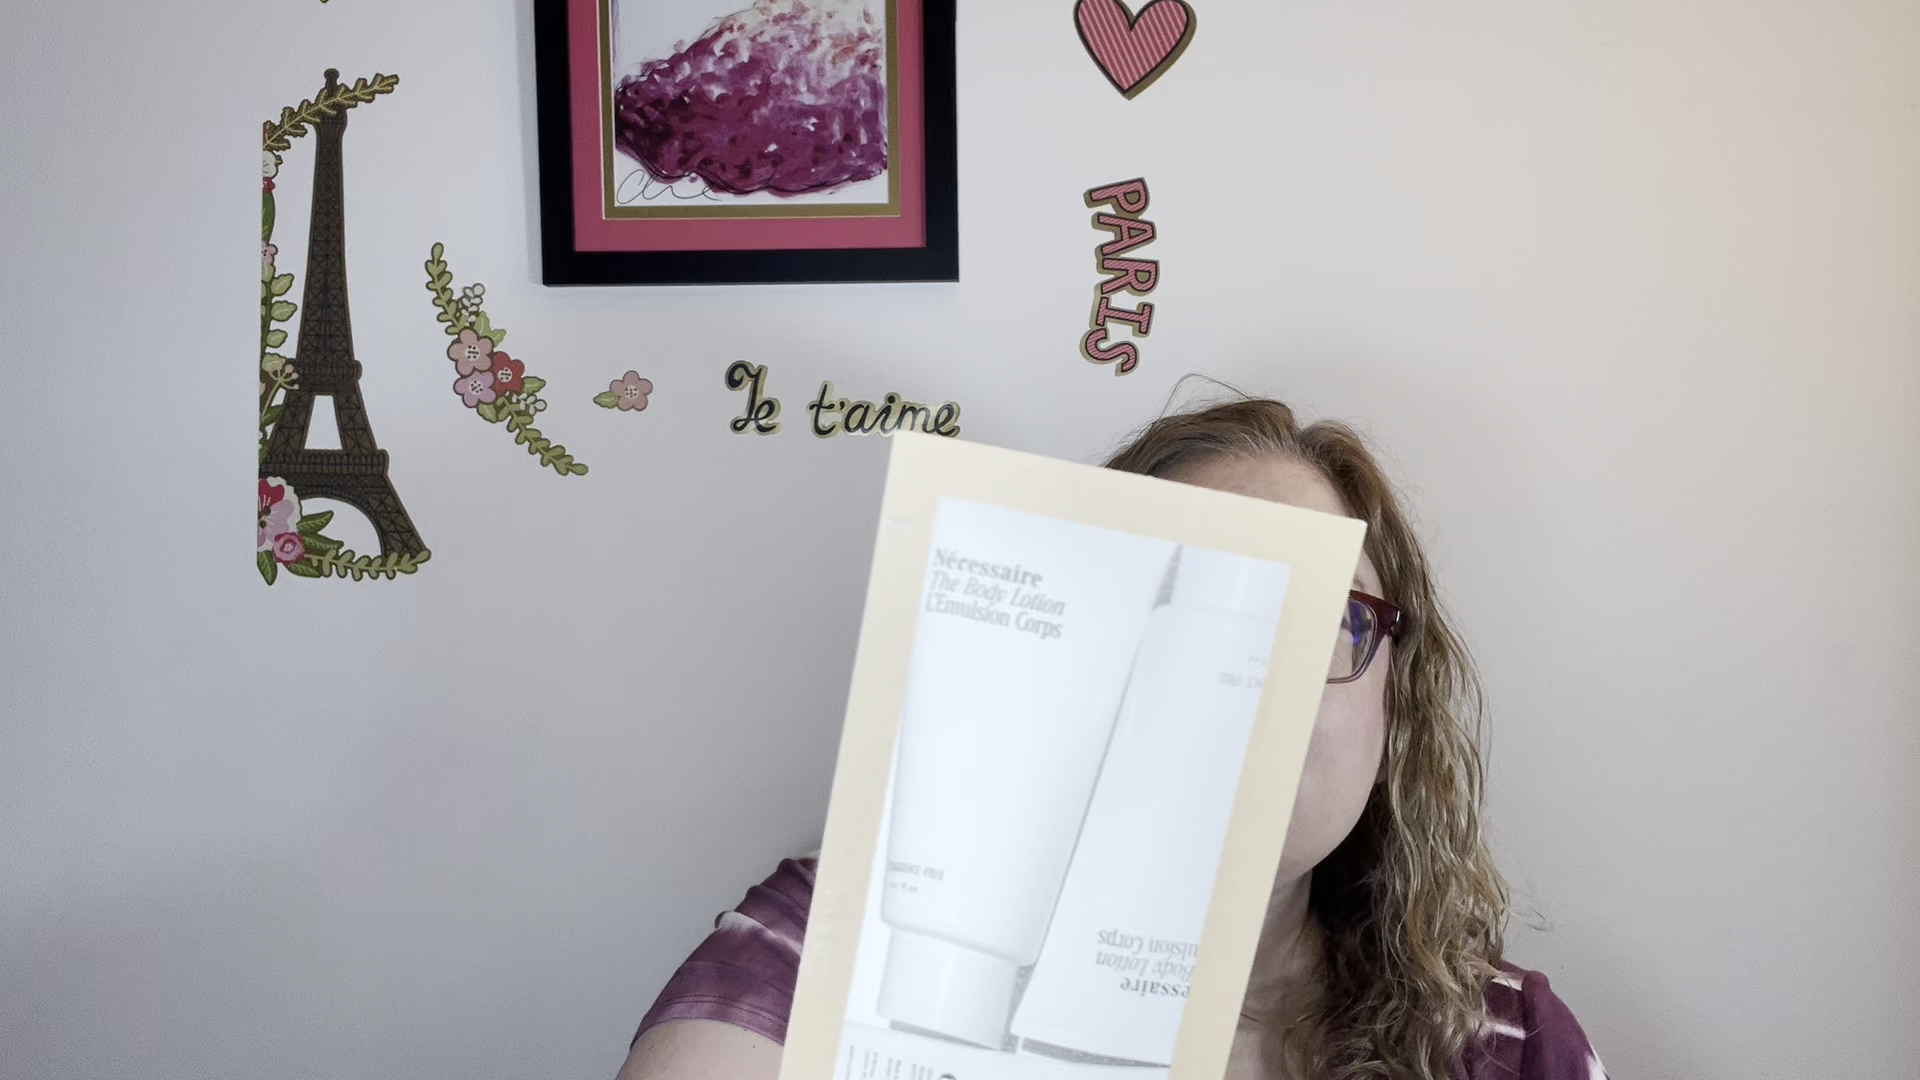 PARIS
Je t'aime
Nécessaire
The Body Lotion
L'Emulsion Corps
essaire
Body Lotion
ulsion Corps